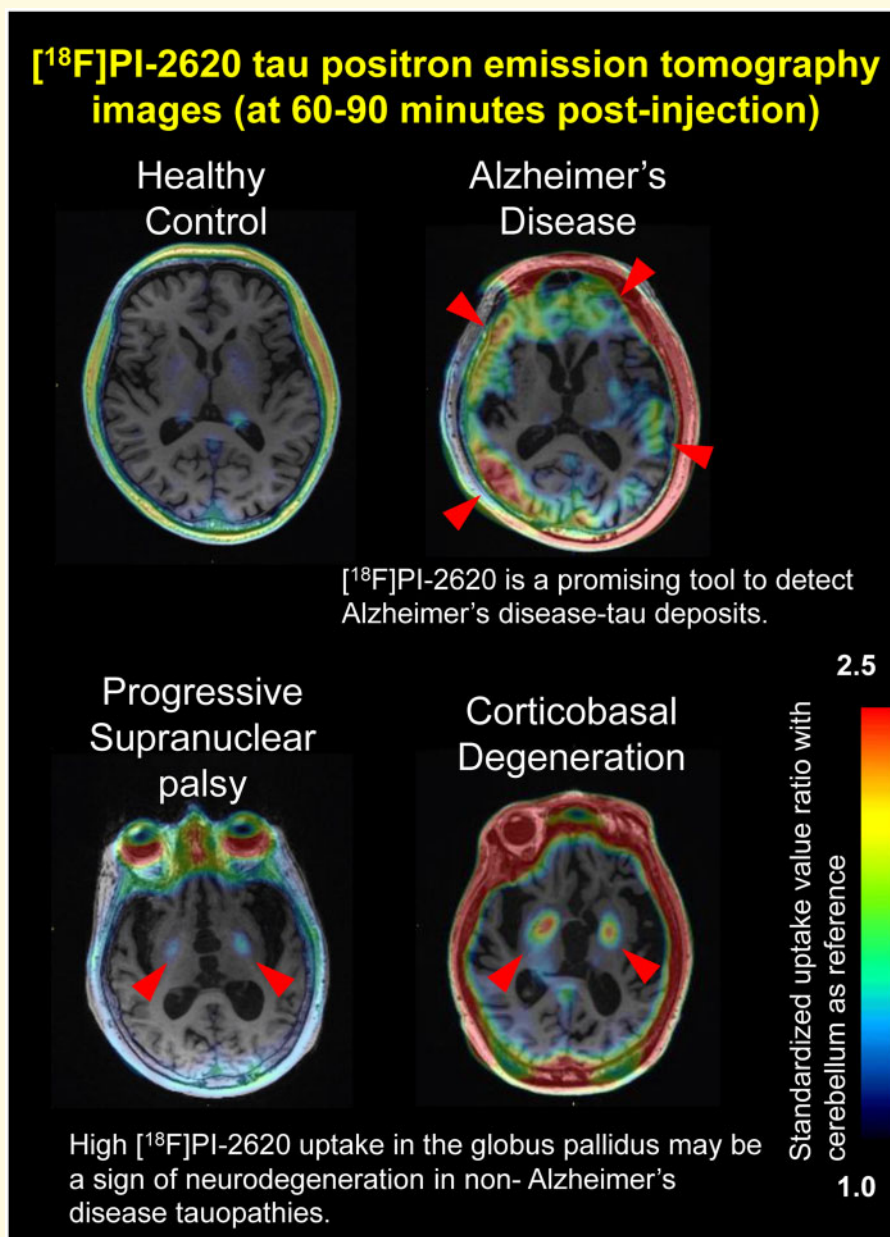 [¹⁸F]PI-2620 tau positron emission tomography
images (at 60-90 minutes post-injection)
Healthy
Control
Alzheimer's
Disease
[¹⁸F]PI-2620 is a promising tool to detect
Alzheimer's disease-tau deposits.
Progressive
Supranuclear
palsy
Corticobasal
Degeneration
2.5
Standardized uptake value ratio with
cerebellum as reference
1.0
High [¹⁸F]PI-2620 uptake in the globus pallidus may be
a sign of neurodegeneration in non- Alzheimer's
disease tauopathies.